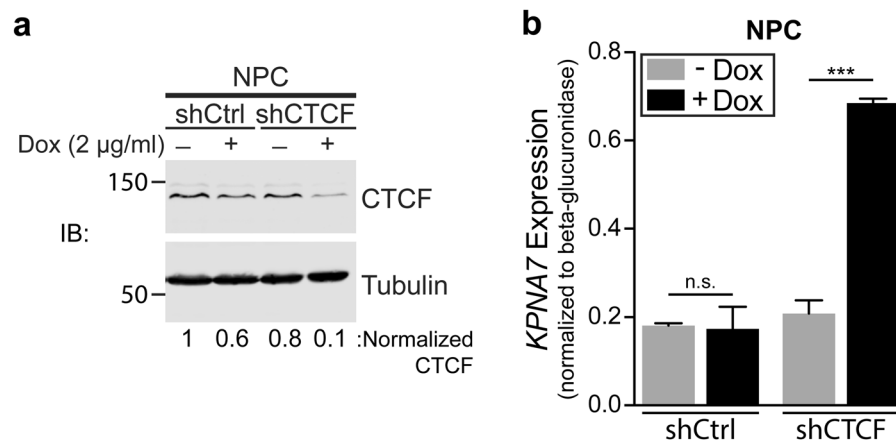 a
NPC
shCtrl shCTCF
Dox (2 µg/ml) – + – +
150
CTCF
IB:
Tubulin
50
1 0.6 0.8 0.1 :Normalized
CTCF
b
NPC
KPNA7 Expression
(normalized to beta-glucuronidase)
0.8
0.6
0.4
0.2
0.0
- Dox
+ Dox
***
n.s.
shCtrl shCTCF